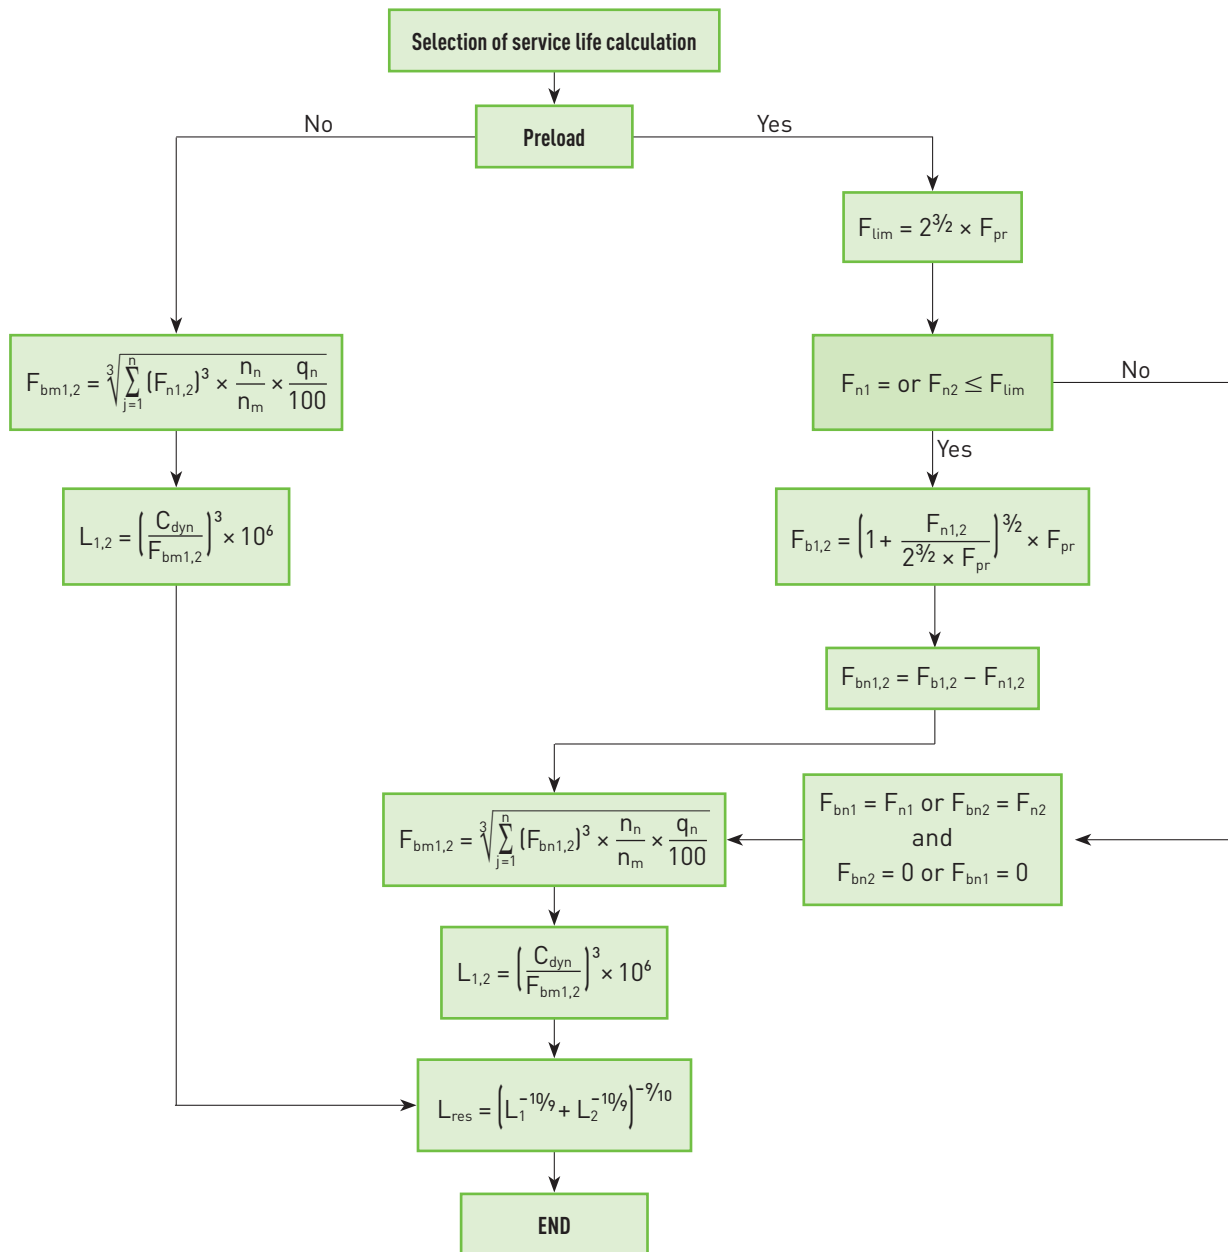 Selection of service life calculation
Preload
No
Yes
F_lim = 2^3/2 × F_pr
F_n1 = or F_n2 ≤ F_lim
No
Yes
F_bm1,2 = ∛(∑_{j=1}^{n} (F_n1,2)^3 × n_n/n_m × q_n/100)
L_1,2 = (C_dyn/F_bm1,2)^3 × 10^6
F_b1,2 = (1 + F_n1,2/(2^3/2 × F_pr))^3/2 × F_pr
F_bn1,2 = F_b1,2 − F_n1,2
F_bn1 = F_n1 or F_bn2 = F_n2
and
F_bn2 = 0 or F_bn1 = 0
F_bm1,2 = ∛(∑_{j=1}^{n} (F_bn1,2)^3 × n_n/n_m × q_n/100)
L_1,2 = (C_dyn/F_bm1,2)^3 × 10^6
L_res = (L_1^−10/9 + L_2^−10/9)^−9/10
END